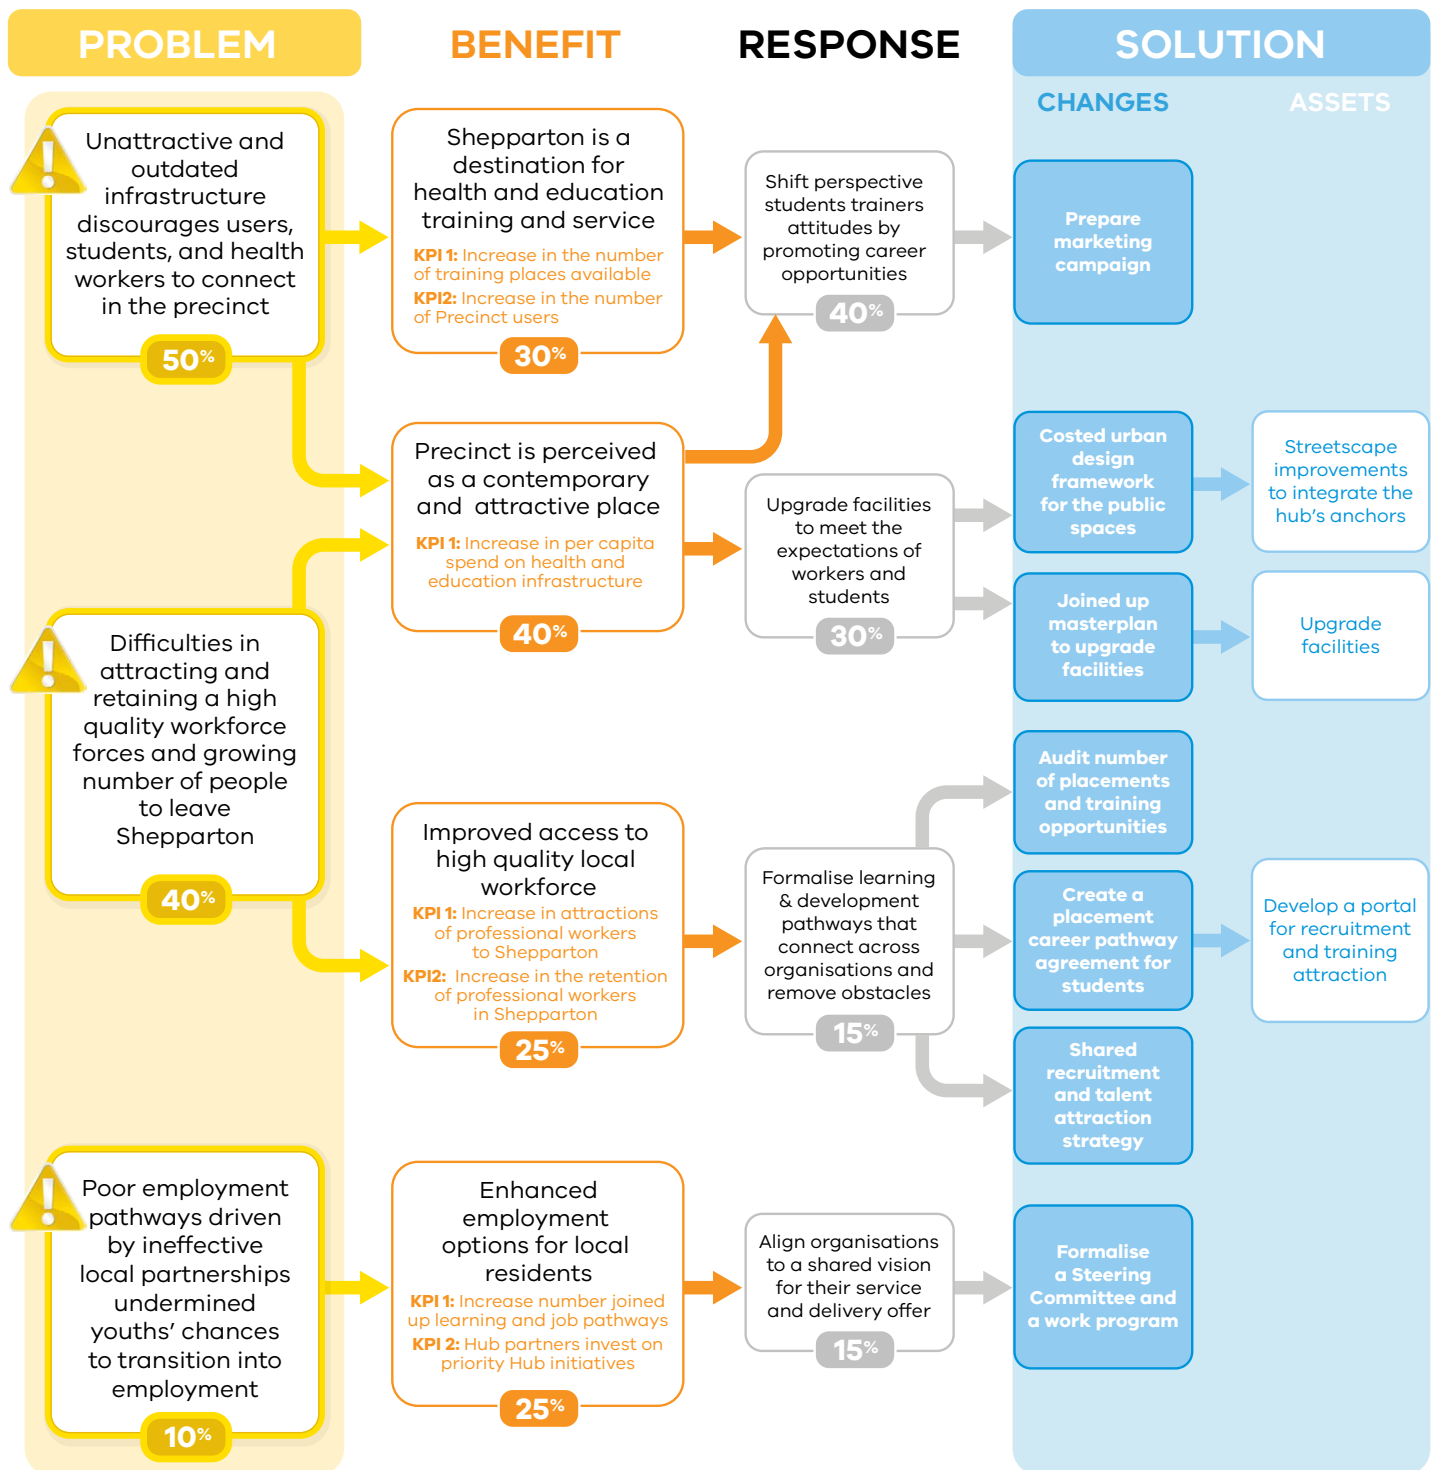 PROBLEM
BENEFIT
RESPONSE
SOLUTION
CHANGES
ASSETS
Unattractive and
outdated
infrastructure
discourages users,
students, and health
workers to connect
in the precinct
50%
Difficulties in
attracting and
retaining a high
quality workforce
forces and growing
number of people
to leave
Shepparton
40%
Poor employment
pathways driven
by ineffective
local partnerships
undermined
youths’ chances
to transition into
employment
10%
Shepparton is a
destination for
health and education
training and service
KPI 1: Increase in the number
of training places available
KPI2: Increase in the number
of Precinct users
30%
Precinct is perceived
as a contemporary
and attractive place
KPI 1: Increase in per capita
spend on health and
education infrastructure
40%
Improved access to
high quality local
workforce
KPI 1: Increase in attractions
of professional workers
to Shepparton
KPI2: Increase in the retention
of professional workers
in Shepparton
25%
Enhanced
employment
options for local
residents
KPI 1: Increase number joined
up learning and job pathways
KPI 2: Hub partners invest on
priority Hub initiatives
25%
Shift perspective
students trainers
attitudes by
promoting career
opportunities
40%
Upgrade facilities
to meet the
expectations of
workers and
students
30%
Formalise learning
& development
pathways that
connect across
organisations and
remove obstacles
15%
Align organisations
to a shared vision
for their service
and delivery offer
15%
Prepare
marketing
campaign
Costed urban
design
framework
for the public
spaces
Joined up
masterplan
to upgrade
facilities
Audit number
of placements
and training
opportunities
Create a
placement
career pathway
agreement for
students
Shared
recruitment
and talent
attraction
strategy
Formalise
a Steering
Committee and
a work program
Streetscape
improvements
to integrate the
hub’s anchors
Upgrade
facilities
Develop a portal
for recruitment
and training
attraction